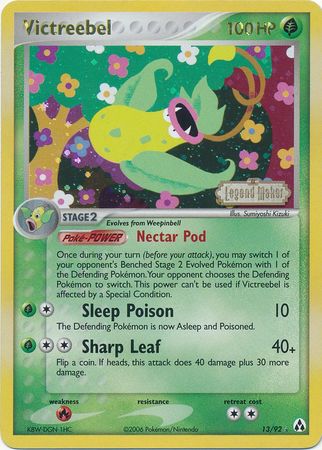 Victreebel 100 HP
Legend Maker
Illus. Sumiyoshi Kizuki
STAGE 2
Evolves from Weepinbell
Poké-POWER Nectar Pod
Once during your turn (before your attack), you may switch 1 of
your opponent's Benched Stage 2 Evolved Pokémon with 1 of
the Defending Pokémon. Your opponent chooses the Defending
Pokémon to switch. This power can't be used if Victreebel is
affected by a Special Condition.
Sleep Poison 10
The Defending Pokémon is now Asleep and Poisoned.
Sharp Leaf 40+
Flip a coin. If heads, this attack does 40 damage plus 30 more
damage.
weakness resistance retreat cost
K8W DGN 1HC ©2006 Pokémon/Nintendo 13/92